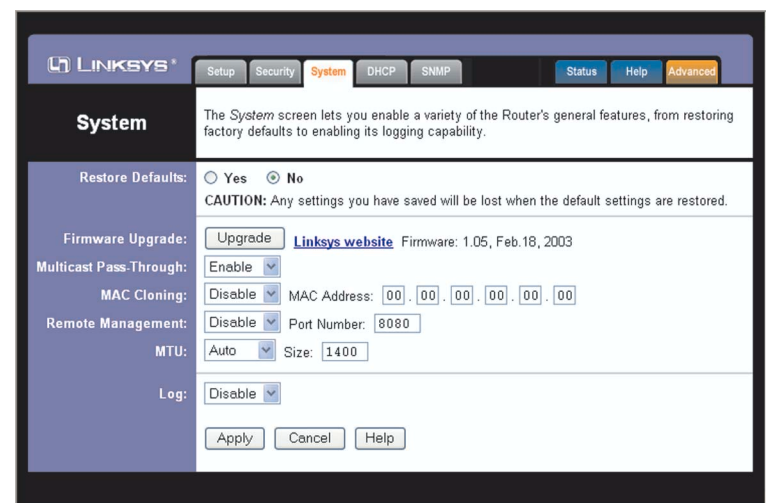 LINKSYS®
Setup Security System DHCP SNMP Status Help Advanced
System
The System screen lets you enable a variety of the Router's general features, from restoring
factory defaults to enabling its logging capability.
Restore Defaults: Yes No
CAUTION: Any settings you have saved will be lost when the default settings are restored.
Firmware Upgrade: Upgrade Linksys website Firmware: 1.05, Feb.18, 2003
Multicast Pass-Through: Enable
MAC Cloning: Disable MAC Address: 00 . 00 . 00 . 00 . 00 . 00
Remote Management: Disable Port Number: 8080
MTU: Auto Size: 1400
Log: Disable
Apply Cancel Help